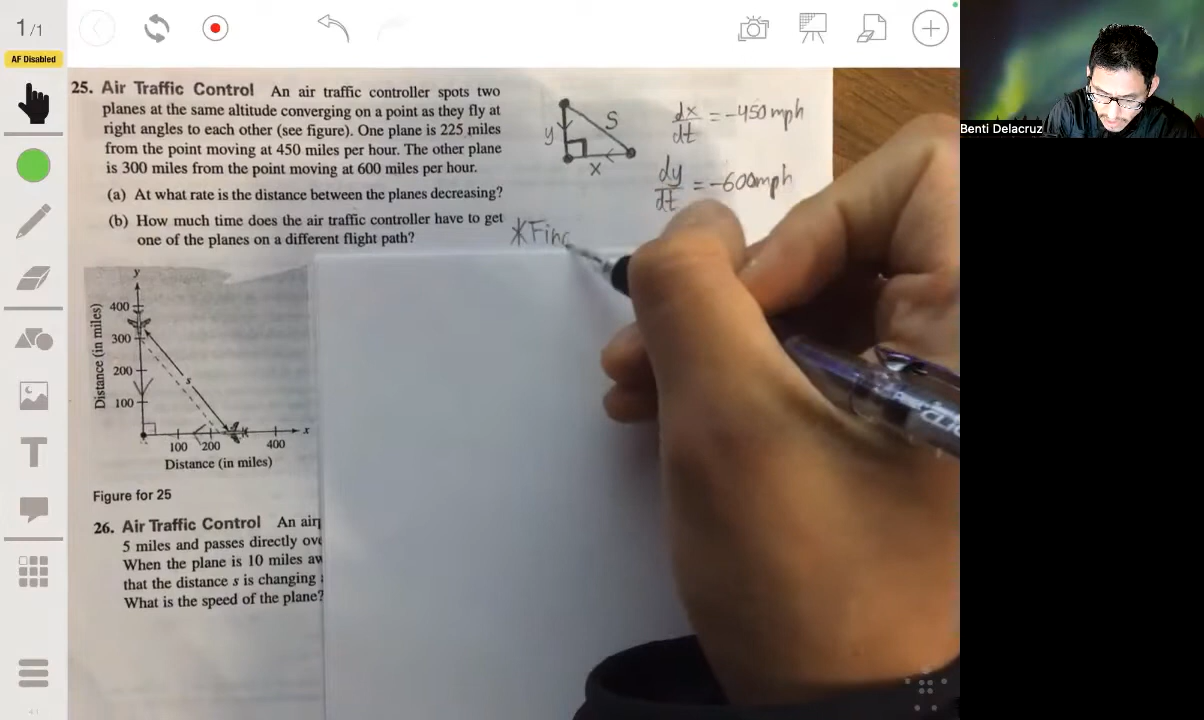 1/1
AF Disabled
T
25. Air Traffic Control An air traffic controller spots two
planes at the same altitude converging on a point as they fly at
right angles to each other (see figure). One plane is 225 miles
from the point moving at 450 miles per hour. The other plane
is 300 miles from the point moving at 600 miles per hour.
(a) At what rate is the distance between the planes decreasing?
(b) How much time does the air traffic controller have to get
one of the planes on a different flight path?
y
S
x
dx/dt = -450 mph
dy/dt = -600mph
*Find
y
Distance (in miles)
400
300
200
100
s
x
100 200 400
Distance (in miles)
Figure for 25
26. Air Traffic Control An
5 miles and passes directly
When the plane is 10 miles
that the distance s is changing
What is the speed of the plane?
Benti Delacruz